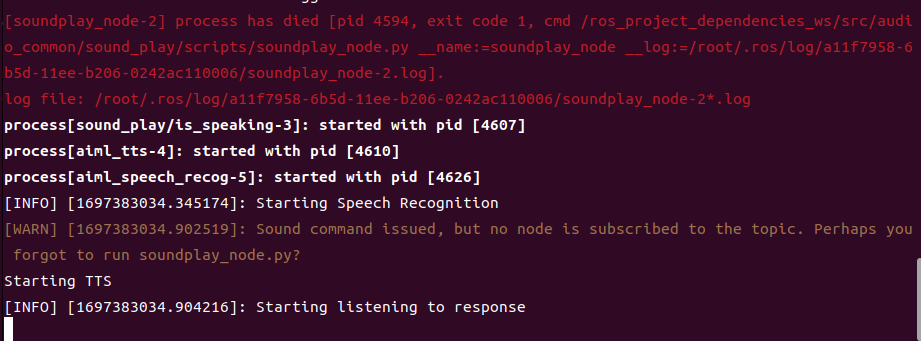 [soundplay_node-2] process has died [pid 4594, exit code 1, cmd /ros_project_dependencies_ws/src/audi
o_common/sound_play/scripts/soundplay_node.py __name:=soundplay_node __log:=/root/.ros/log/a11f7958-6
b5d-11ee-b206-0242ac110006/soundplay_node-2.log].
log file: /root/.ros/log/a11f7958-6b5d-11ee-b206-0242ac110006/soundplay_node-2*.log
process[sound_play/is_speaking-3]: started with pid [4607]
process[aiml_tts-4]: started with pid [4610]
process[aiml_speech_recog-5]: started with pid [4626]
[INFO] [1697383034.345174]: Starting Speech Recognition
[WARN] [1697383034.902519]: Sound command issued, but no node is subscribed to the topic. Perhaps you
 forgot to run soundplay_node.py?
Starting TTS
[INFO] [1697383034.904216]: Starting listening to response